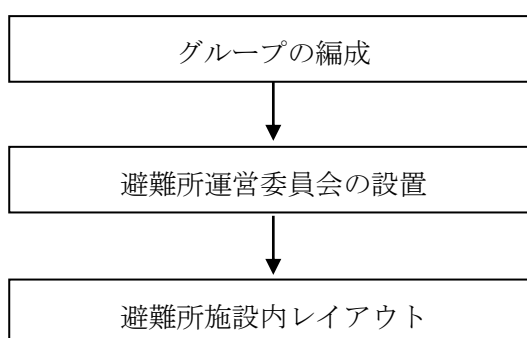 グループの編成
避難所運営委員会の設置
避難所施設内レイアウト